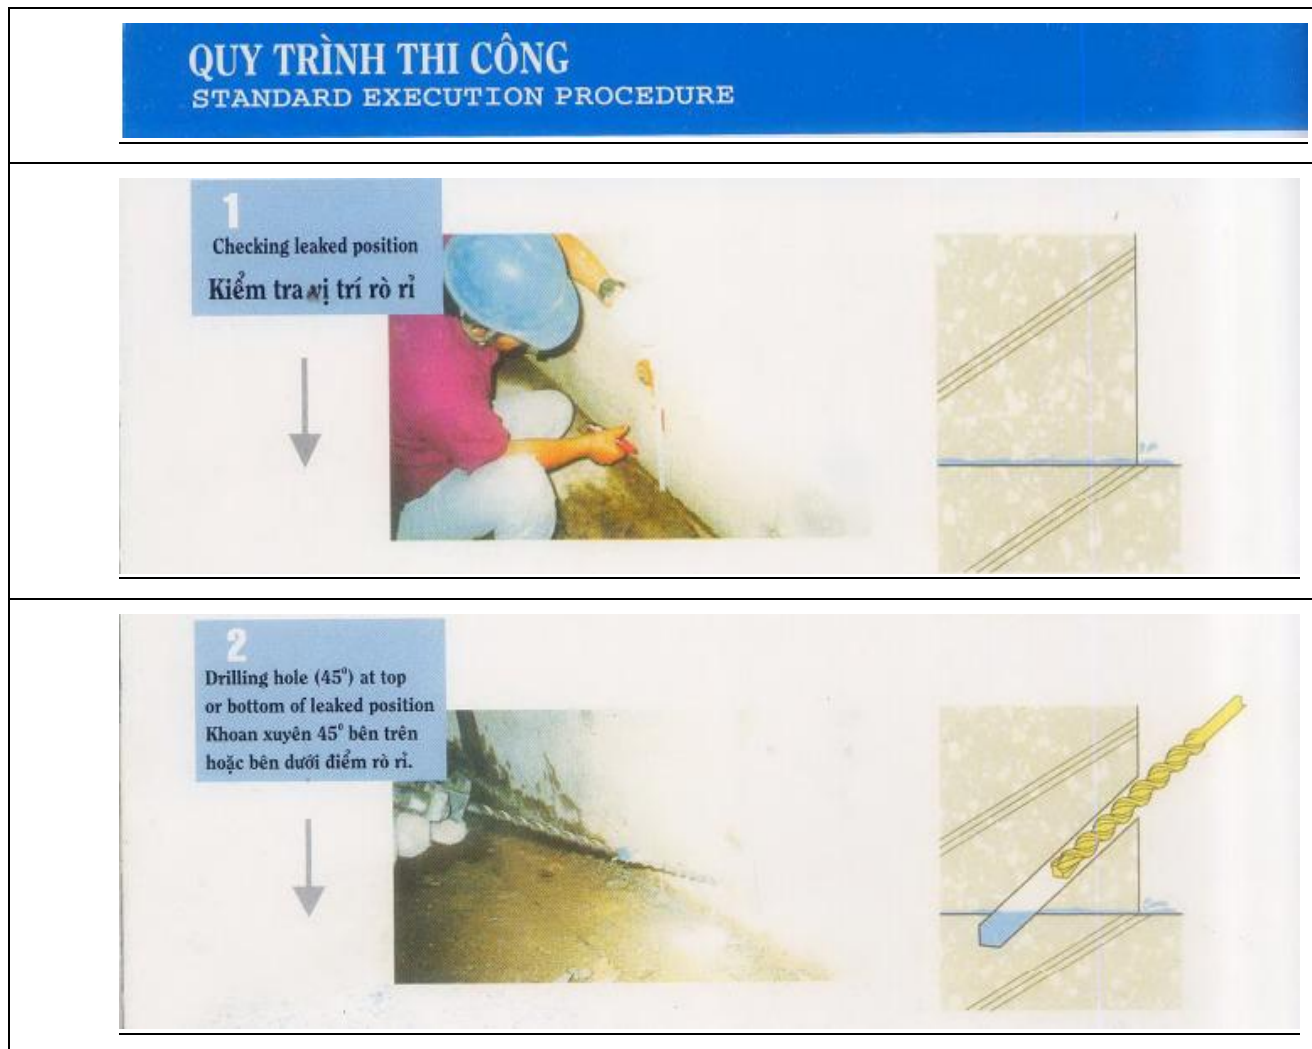 QUY TRÌNH THI CÔNG
STANDARD EXECUTION PROCEDURE
1
Checking leaked position
Kiểm tra vị trí rò rỉ
2
Drilling hole (45°) at top
or bottom of leaked position
Khoan xuyên 45° bên trên
hoặc bên dưới điểm rò rỉ.